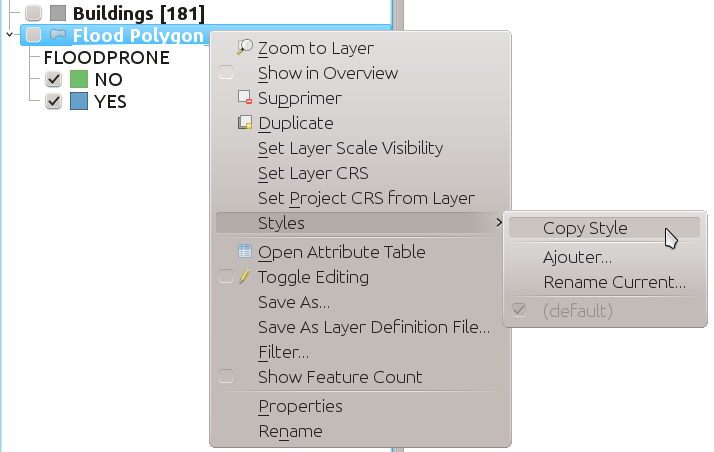 Buildings [181]
Flood Polygon
FLOODPRONE
NO
YES
Zoom to Layer
Show in Overview
Supprimer
Duplicate
Set Layer Scale Visibility
Set Layer CRS
Set Project CRS from Layer
Styles
Open Attribute Table
Toggle Editing
Save As...
Save As Layer Definition File...
Filter...
Show Feature Count
Properties
Rename
Copy Style
Ajouter...
Rename Current...
(default)